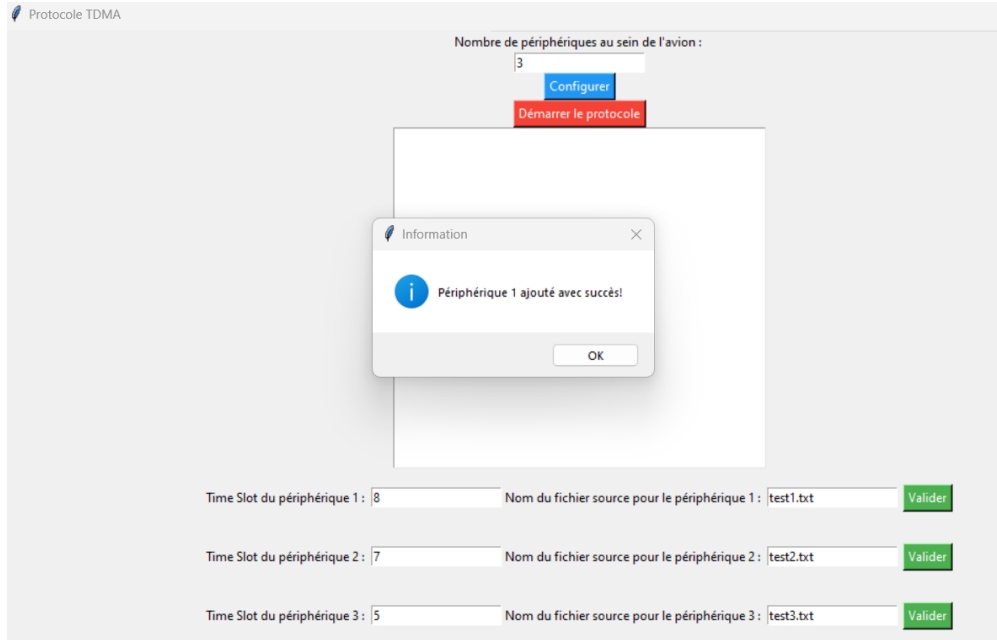 Protocole TDMA
Nombre de périphériques au sein de l'avion :
3
Configurer
Démarrer le protocole
Information
Périphérique 1 ajouté avec succès!
OK
Time Slot du périphérique 1 : 8 Nom du fichier source pour le périphérique 1 : test1.txt Valider
Time Slot du périphérique 2 : 7 Nom du fichier source pour le périphérique 2 : test2.txt Valider
Time Slot du périphérique 3 : 5 Nom du fichier source pour le périphérique 3 : test3.txt Valider